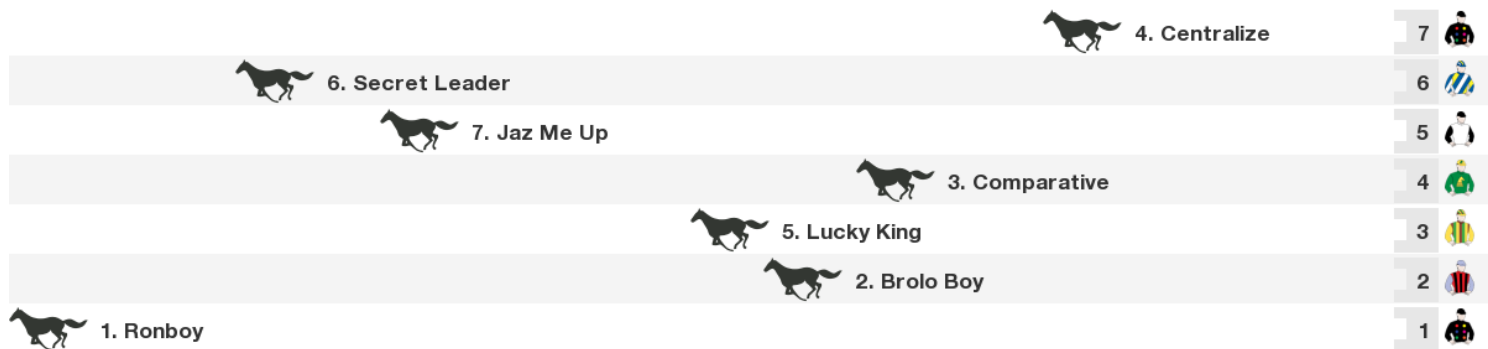 4. Centralize 7
6. Secret Leader 6
7. Jaz Me Up 5
3. Comparative 4
5. Lucky King 3
2. Brolo Boy 2
1. Ronboy 1